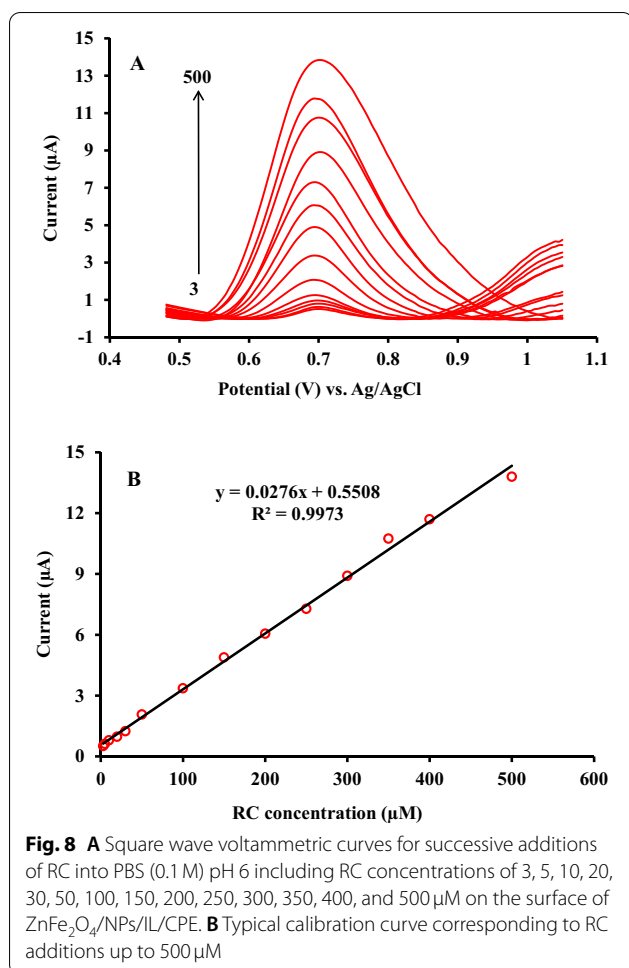 15
A
500
13
11
9
7
5
3
3
1
-1
0.4 0.5 0.6 0.7 0.8 0.9 1 1.1
Current (µA)
Potential (V) vs. Ag/AgCl
15
B
y = 0.0276x + 0.5508
R² = 0.9973
12
9
6
3
0
0 100 200 300 400 500 600
Current (µA)
RC concentration (µM)
Fig. 8 A Square wave voltammetric curves for successive additions
of RC into PBS (0.1 M) pH 6 including RC concentrations of 3, 5, 10, 20,
30, 50, 100, 150, 200, 250, 300, 350, 400, and 500 µM on the surface of
ZnFe₂O₄/NPs/IL/CPE. B Typical calibration curve corresponding to RC
additions up to 500 µM